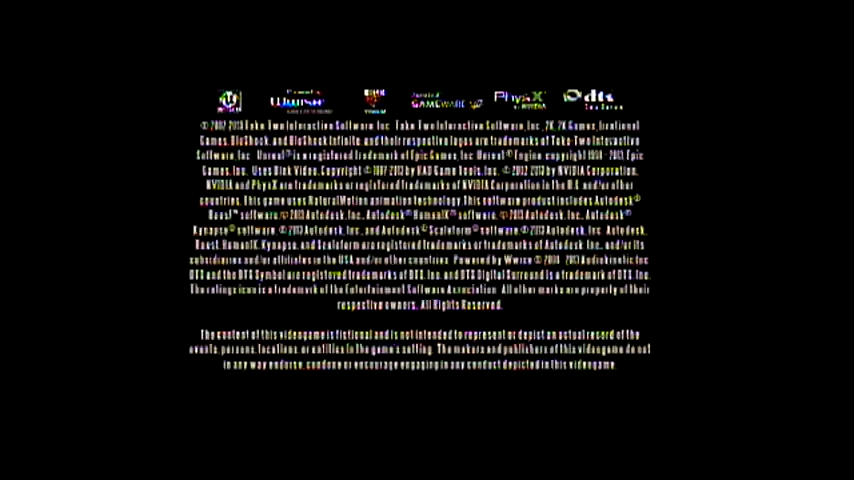 Wwise GAMEWARE PhysX by NVIDIA dts
© 2002-2013 Take-Two Interactive Software, Inc. Take-Two Interactive Software, Inc., 2K, 2K Games, Irrational
Games, BioShock, and BioShock Infinite, and their respective logos are trademarks of Take-Two Interactive
Software, Inc. Unreal® is a registered trademark of Epic Games, Inc. Unreal® Engine, copyright 1998 - 2013, Epic
Games, Inc. Uses Bink Video. Copyright © 1997-2013 by RAD Game Tools, Inc. © 2002-2013 by NVIDIA Corporation.
NVIDIA and PhysX are trademarks or registered trademarks of NVIDIA Corporation in the U.S. and/or other
countries. This game uses NaturalMotion animation technology. This software product includes Autodesk®
Beast™ software, © 2013 Autodesk, Inc., Autodesk® HumanIK® software, © 2013 Autodesk, Inc., Autodesk®
Kynapse® software, © 2013 Autodesk, Inc., and Autodesk® Scaleform® software, © 2013 Autodesk, Inc. Autodesk,
Beast, HumanIK, Kynapse, and Scaleform are registered trademarks or trademarks of Autodesk, Inc., and/or its
subsidiaries and/or affiliates in the USA and/or other countries. Powered by Wwise © 2006 - 2013 Audiokinetic Inc.
DTS and the DTS Symbol are registered trademarks of DTS, Inc. and DTS Digital Surround is a trademark of DTS, Inc.
The ratings icon is a trademark of the Entertainment Software Association. All other marks are property of their
respective owners. All Rights Reserved.
The content of this videogame is fictional and is not intended to represent or depict an actual record of the
events, persons, locations, or entities in the game's setting. The makers and publishers of this videogame do not
in any way endorse, condone or encourage engaging in any conduct depicted in this videogame.